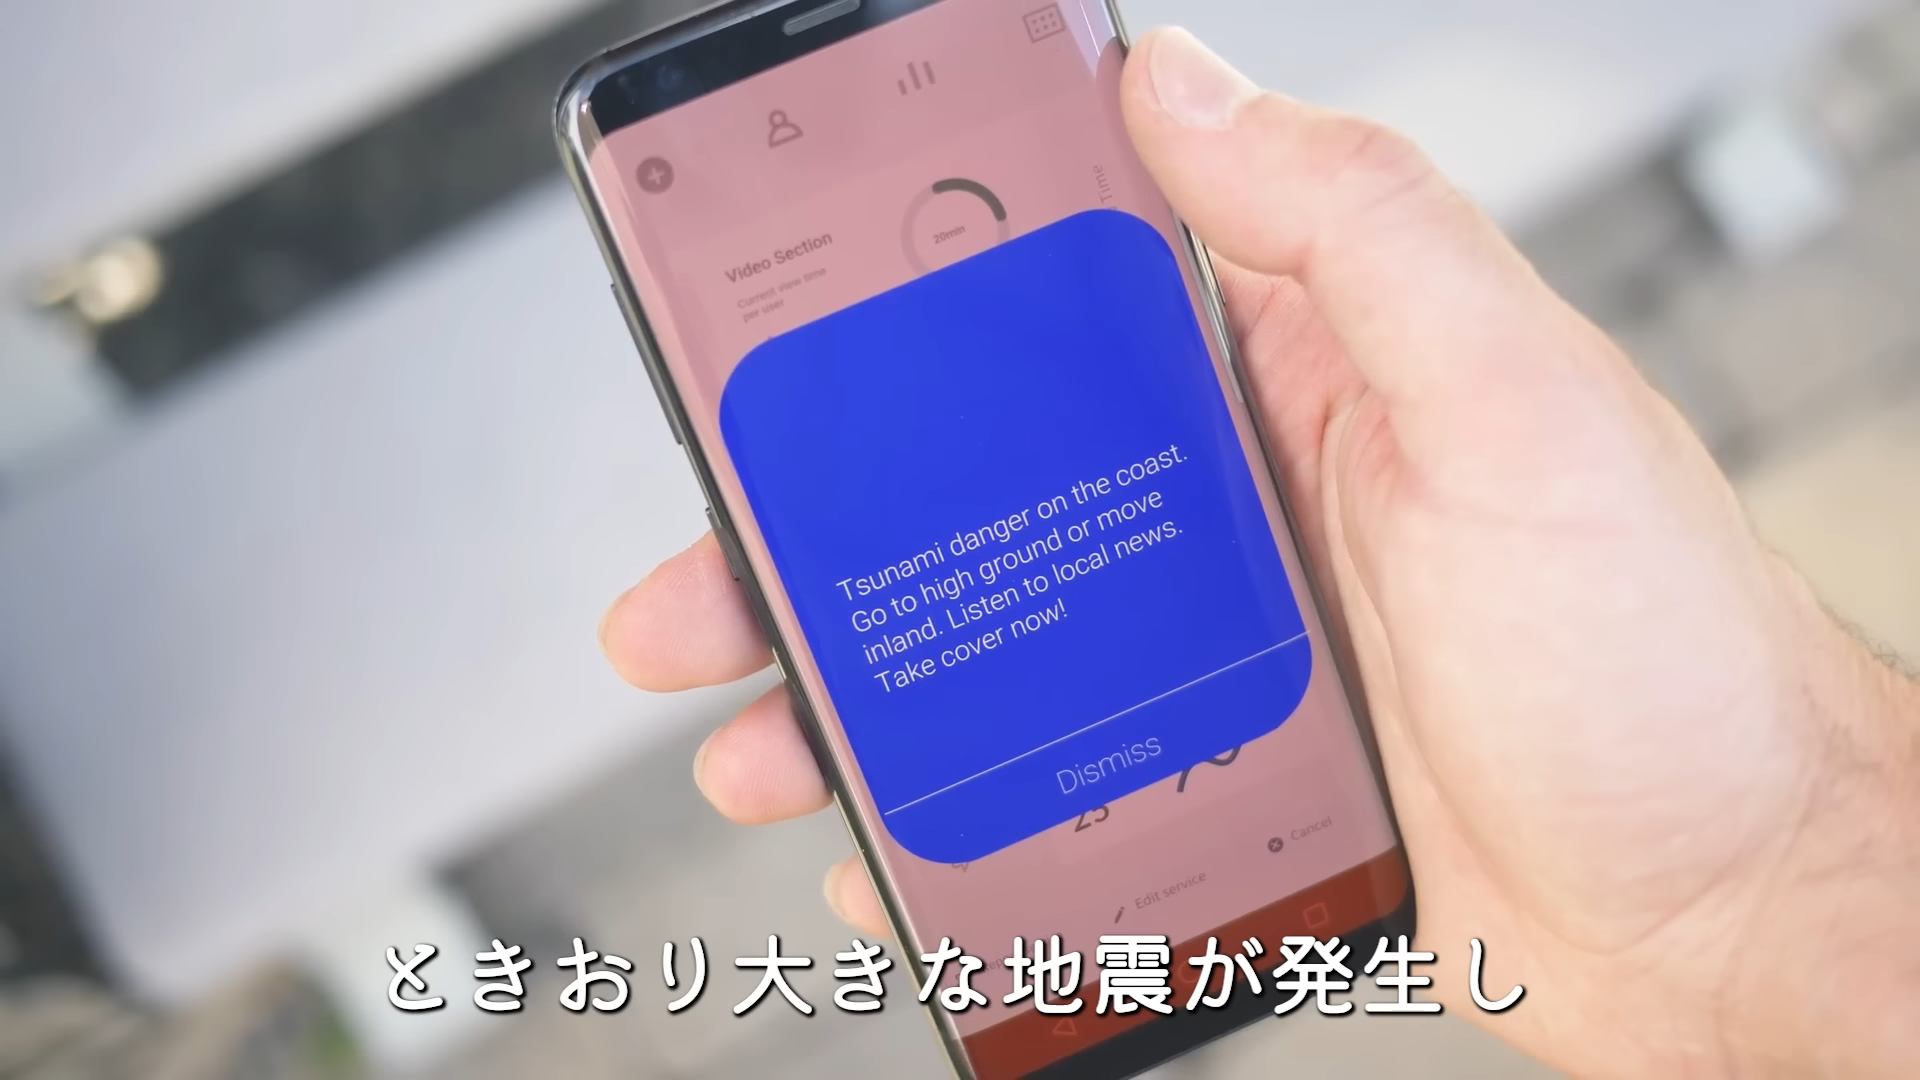 20min
Time
Video Section
Current view time
per user
Tsunami danger on the coast.
Go to high ground or move
inland. Listen to local news.
Take cover now!
Dismiss
25
Cancel
Edit service
ときおり大きな地震が発生し